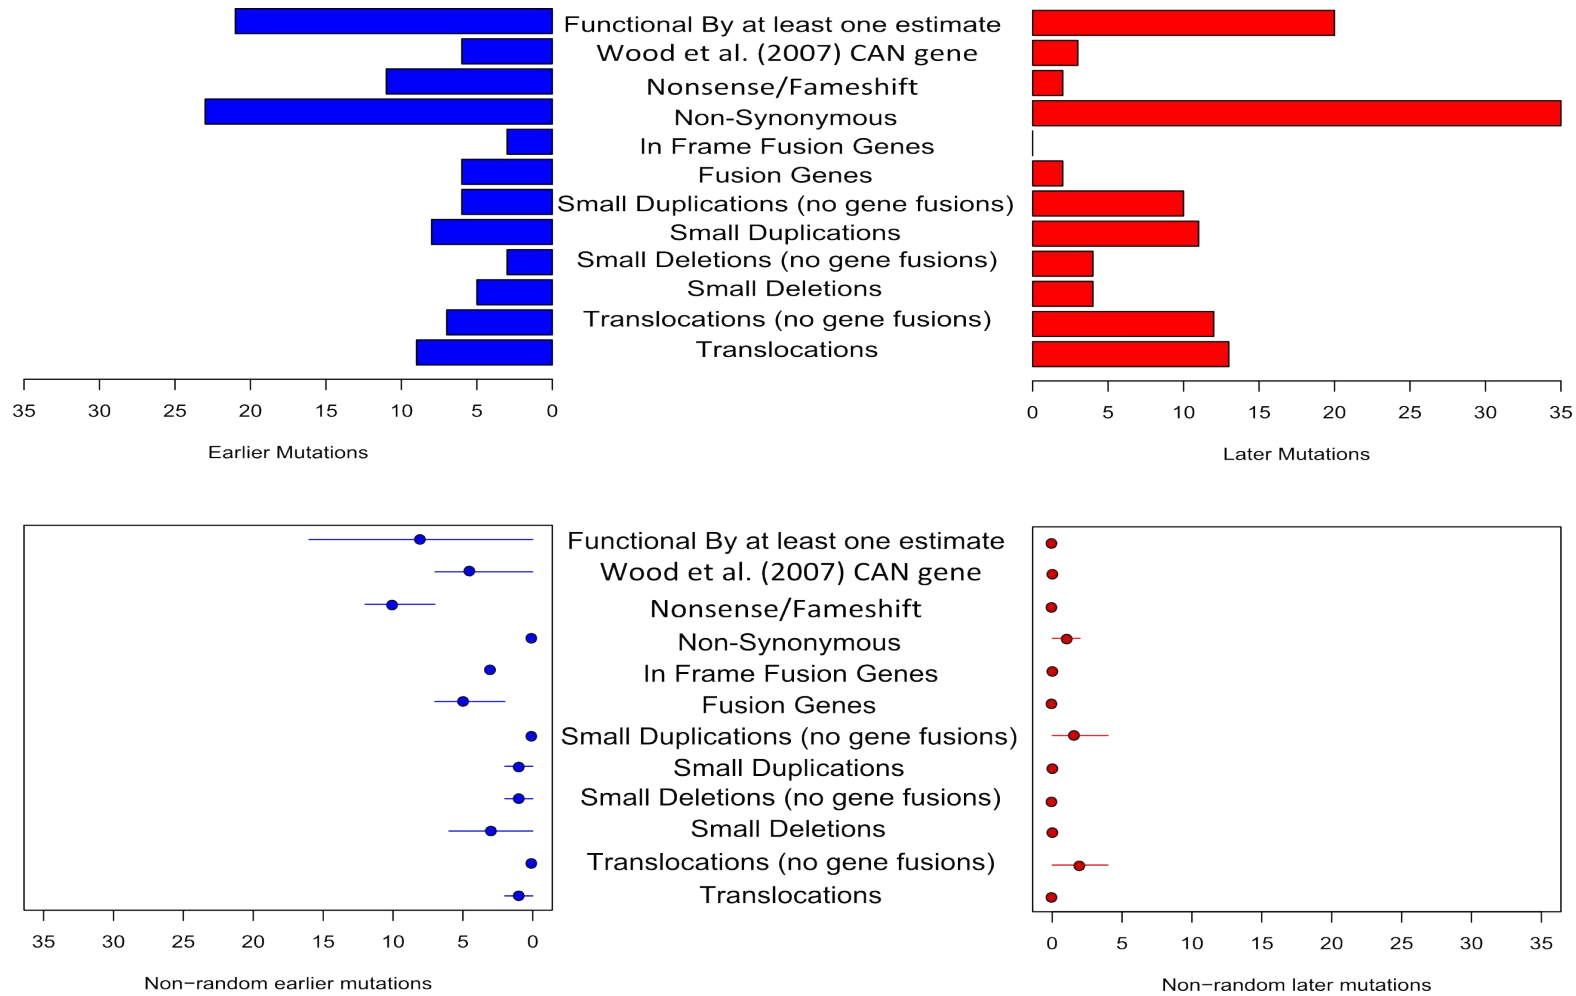 Functional By at least one estimate
Wood et al. (2007) CAN gene
Nonsense/Fameshift
Non-Synonymous
In Frame Fusion Genes
Fusion Genes
Small Duplications (no gene fusions)
Small Duplications
Small Deletions (no gene fusions)
Small Deletions
Translocations (no gene fusions)
Translocations
35 30 25 20 15 10 5 0
0 5 10 15 20 25 30 35
Earlier Mutations
Later Mutations
Functional By at least one estimate
Wood et al. (2007) CAN gene
Nonsense/Fameshift
Non-Synonymous
In Frame Fusion Genes
Fusion Genes
Small Duplications (no gene fusions)
Small Duplications
Small Deletions (no gene fusions)
Small Deletions
Translocations (no gene fusions)
Translocations
35 30 25 20 15 10 5 0
0 5 10 15 20 25 30 35
Non−random earlier mutations
Non−random later mutations